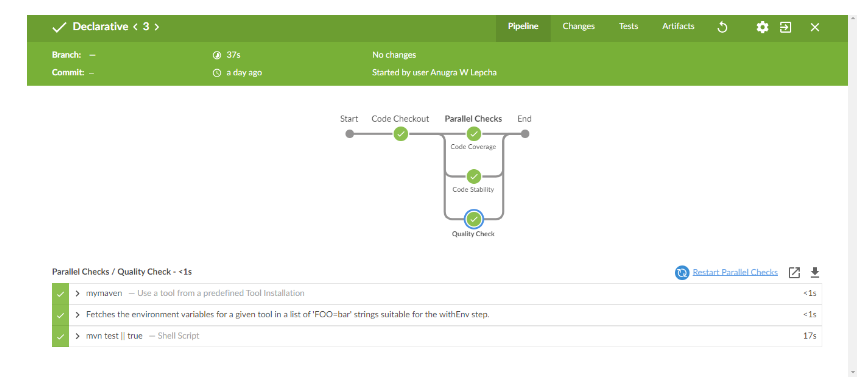 Declarative < 3 >
Pipeline Changes Tests Artifacts
Branch: — 37s No changes
Commit: — a day ago Started by user Anugra W Lepcha
Start Code Checkout Parallel Checks End
Code Coverage
Code Stability
Quality Check
Parallel Checks / Quality Check - <1s Restart Parallel Checks
mymaven — Use a tool from a predefined Tool Installation <1s
Fetches the environment variables for a given tool in a list of 'FOO=bar' strings suitable for the withEnv step. <1s
mvn test || true — Shell Script 17s